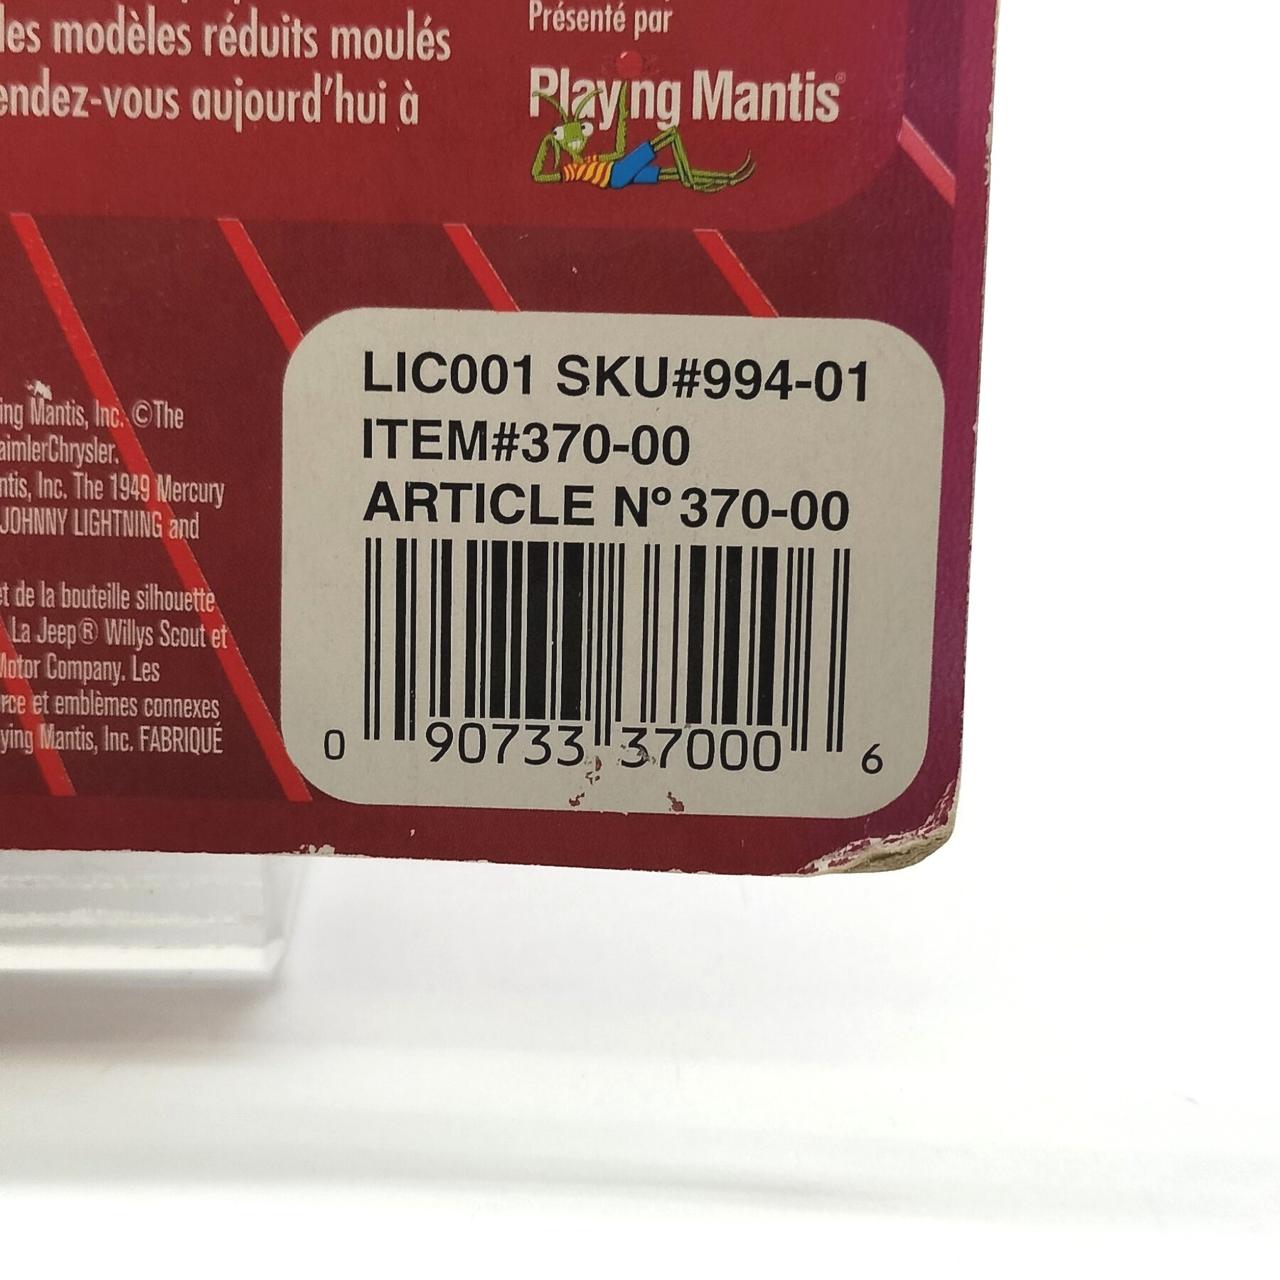 Présenté par
les modèles réduits moulés
Playing Mantis®
endez-vous aujourd'hui à
LIC001 SKU#994-01
ITEM#370-00
ARTICLE Nº 370-00
ing Mantis, Inc. ©The
aimlerChrysler.
ntis, Inc. The 1949 Mercury
JOHNNY LIGHTNING and
et de la bouteille silhouette
La Jeep® Willys Scout et
Motor Company. Les
rce et emblèmes connexes
ying Mantis, Inc. FABRIQUÉ
0 90733 37000 6